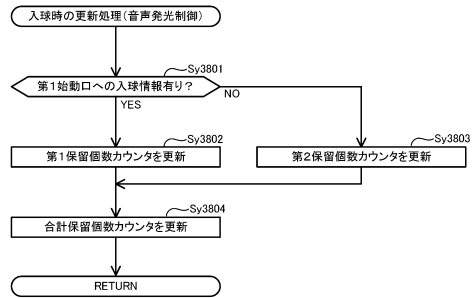 入球時の更新処理(音声発光制御)
Sy3801
第1始動口への入球情報有り?
NO
YES
Sy3802
第1保留個数カウンタを更新
Sy3803
第2保留個数カウンタを更新
Sy3804
合計保留個数カウンタを更新
RETURN